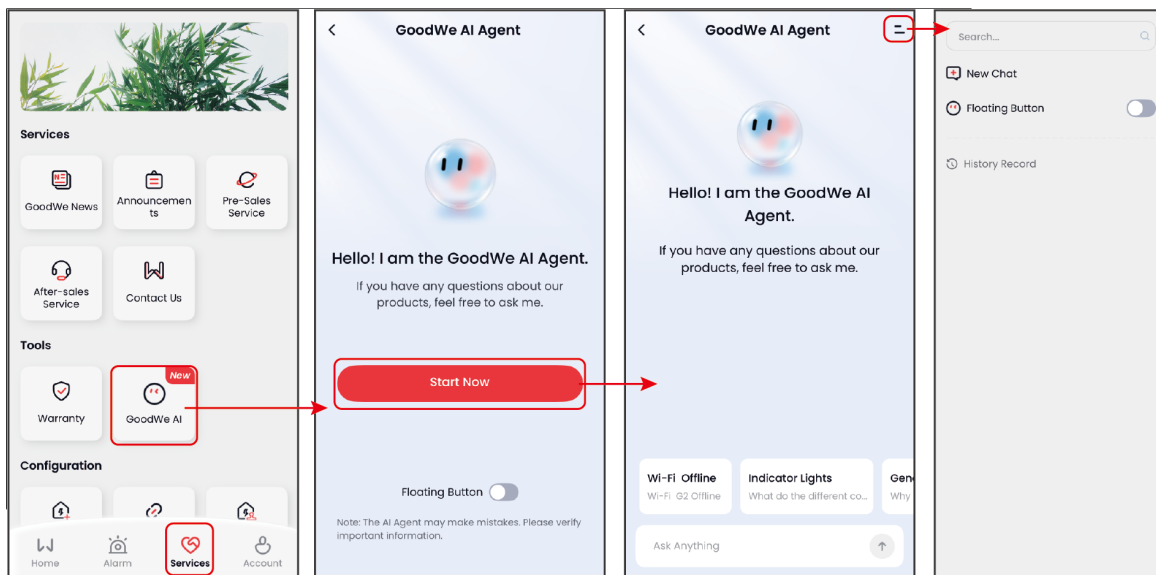 Services
GoodWe News
Announcemen
ts
Pre-Sales
Service
After-sales
Service
Contact Us
Tools
Warranty
New
GoodWe AI
Configuration
Home
Alarm
Services
Account
GoodWe AI Agent
Hello! I am the GoodWe AI Agent.
If you have any questions about our
products, feel free to ask me.
Start Now
Floating Button
Note: The AI Agent may make mistakes. Please verify
important information.
GoodWe AI Agent
Hello! I am the GoodWe AI
Agent.
If you have any questions about our
products, feel free to ask me.
Wi-Fi Offline
Wi-Fi G2 Offline
Indicator Lights
What do the different co...
Gen
Why
Ask Anything
Search...
New Chat
Floating Button
History Record